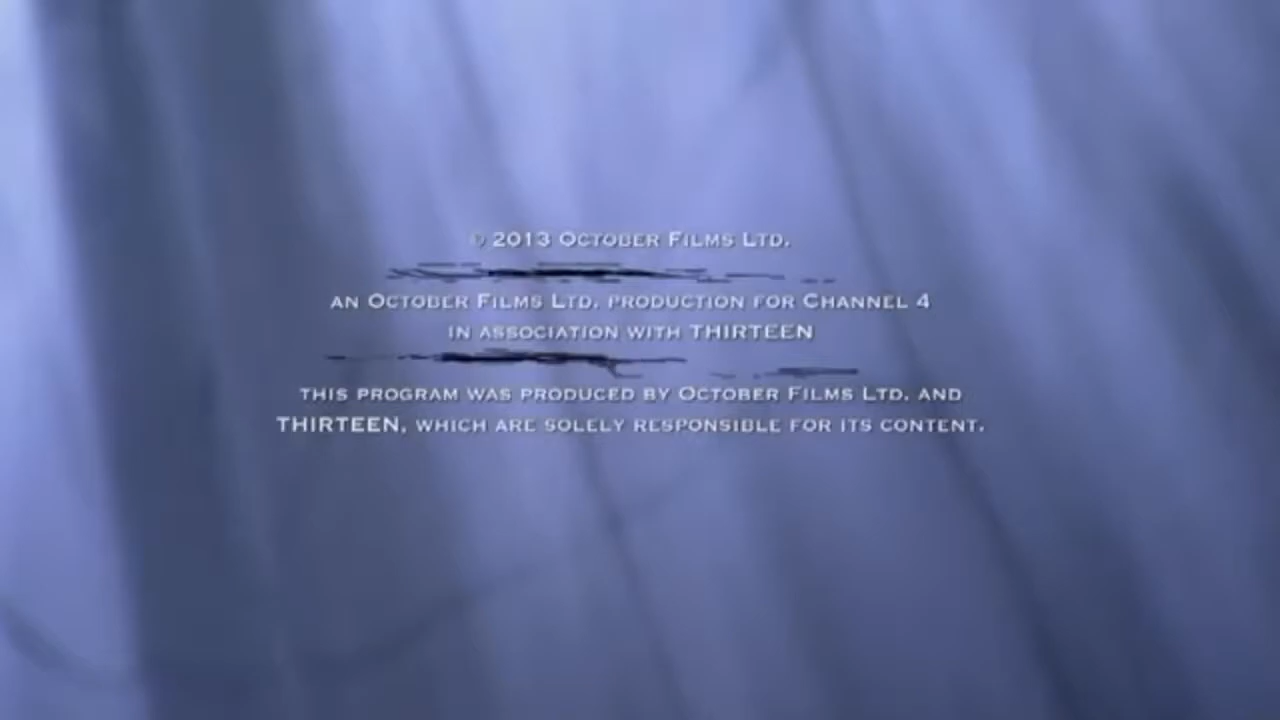 © 2013 October Films Ltd.
an October Films Ltd. production for Channel 4
in association with THIRTEEN
this program was produced by October Films Ltd. and
THIRTEEN, which are solely responsible for its content.